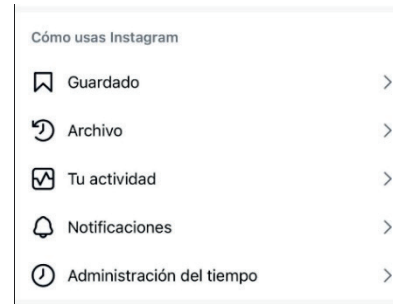 Cómo usas Instagram
Guardado
Archivo
Tu actividad
Notificaciones
Administración del tiempo